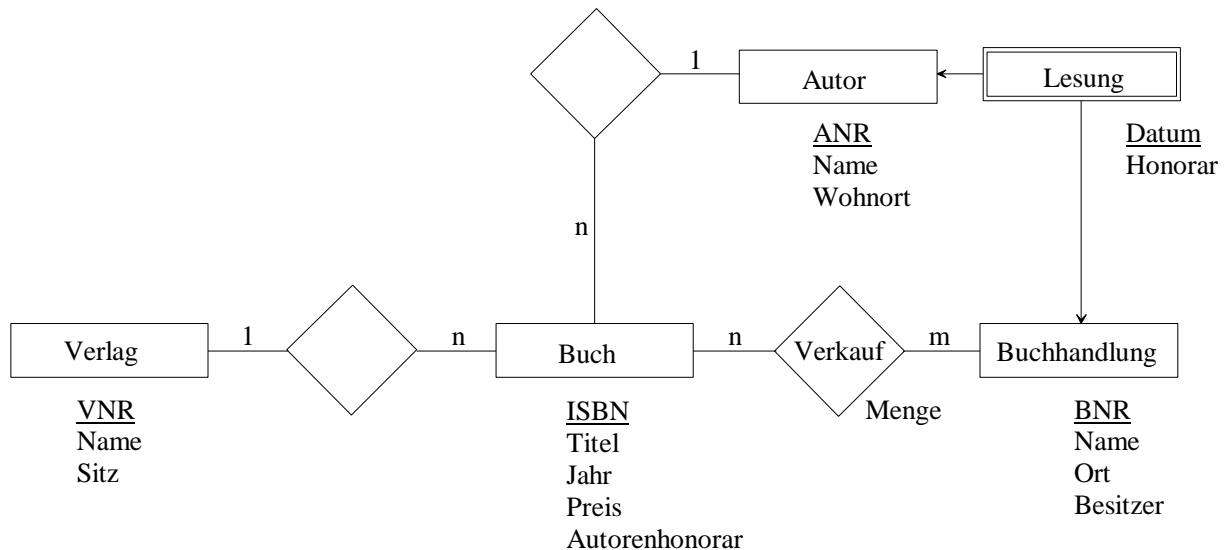 1
Autor
Lesung
ANR
Name
Wohnort
Datum
Honorar
n
Verlag
1
n
Buch
n
Verkauf
m
Buchhandlung
VNR
Name
Sitz
ISBN
Titel
Jahr
Preis
Autorenhonorar
Menge
BNR
Name
Ort
Besitzer